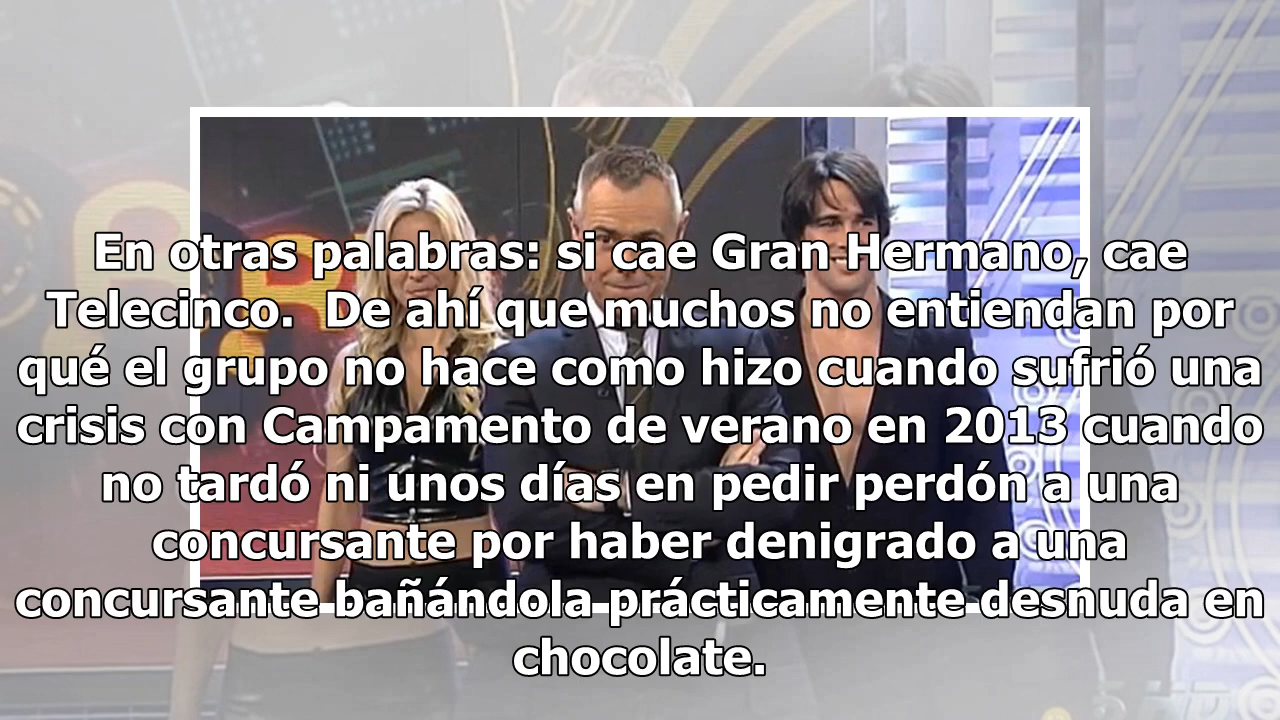 En otras palabras: si cae Gran Hermano, cae
Telecinco.  De ahí que muchos no entiendan por
qué el grupo no hace como hizo cuando sufrió una
crisis con Campamento de verano en 2013 cuando
no tardó ni unos días en pedir perdón a una
concursante por haber denigrado a una
concursante bañándola prácticamente desnuda en
chocolate.
HD